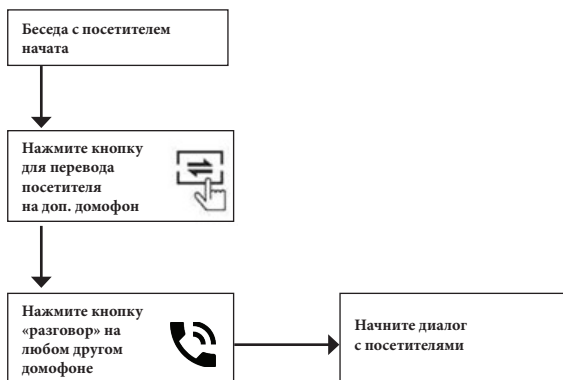 Беседа с посетителем
начата
Нажмите кнопку
для перевода
посетителя
на доп. домофон
Нажмите кнопку
«разговор» на
любом другом
домофоне
Начните диалог
с посетителями